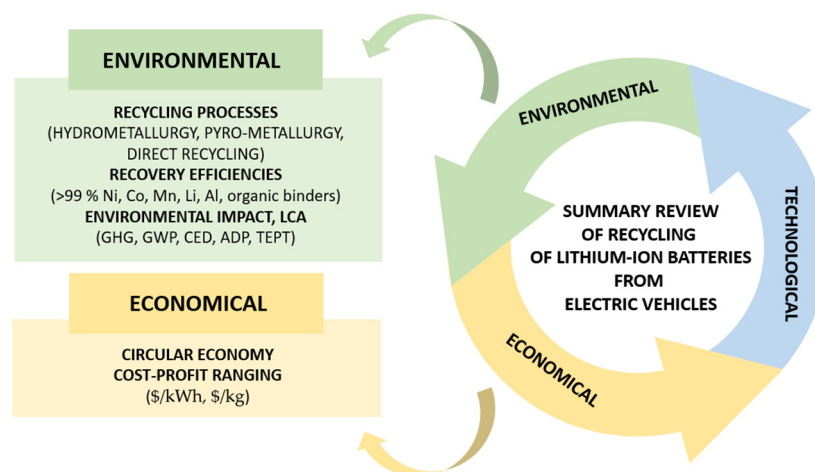 ENVIRONMENTAL
RECYCLING PROCESSES
(HYDROMETALLURGY, PYRO-METALLURGY,
DIRECT RECYCLING)
RECOVERY EFFICIENCIES
(>99 % Ni, Co, Mn, Li, Al, organic binders)
ENVIRONMENTAL IMPACT, LCA
(GHG, GWP, CED, ADP, TEPT)
ECONOMICAL
CIRCULAR ECONOMY
COST-PROFIT RANGING
($/kWh, $/kg)
ENVIRONMENTAL
TECHNOLOGICAL
ECONOMICAL
SUMMARY REVIEW
OF RECYCLING
OF LITHIUM-ION BATTERIES
FROM
ELECTRIC VEHICLES